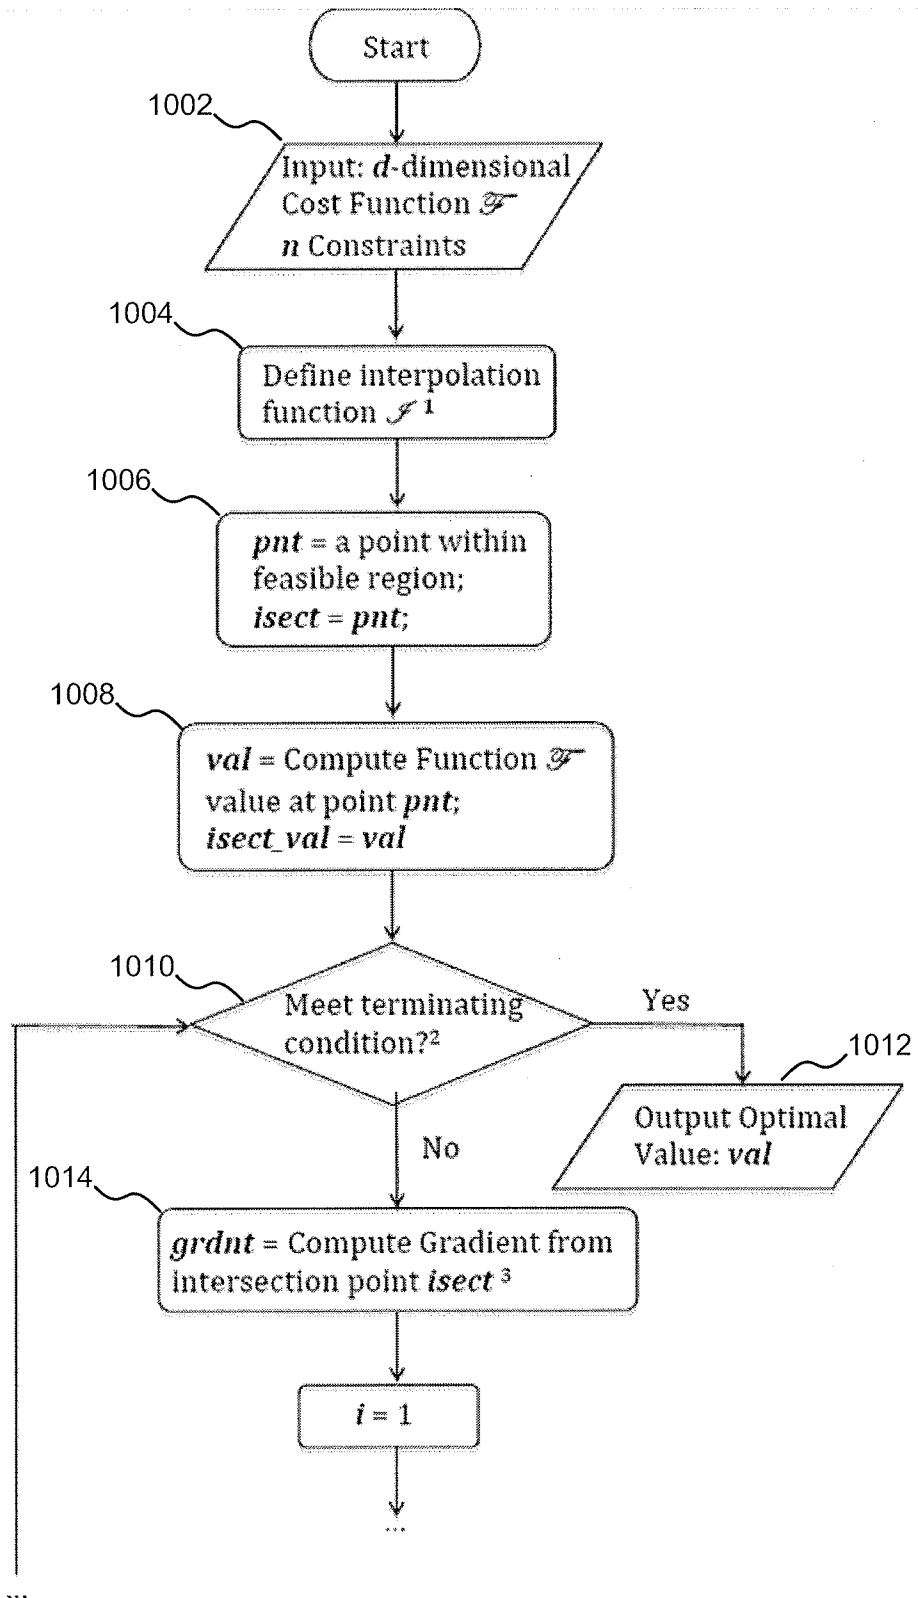 Start
1002
Input: d-dimensional
Cost Function ℱ
n Constraints
1004
Define interpolation
function ℐ ¹
1006
pnt = a point within
feasible region;
isect = pnt;
1008
val = Compute Function ℱ
value at point pnt;
isect_val = val
1010
Meet terminating
condition?²
Yes
1012
Output Optimal
Value: val
No
1014
grdnt = Compute Gradient from
intersection point isect ³
i = 1
...
...